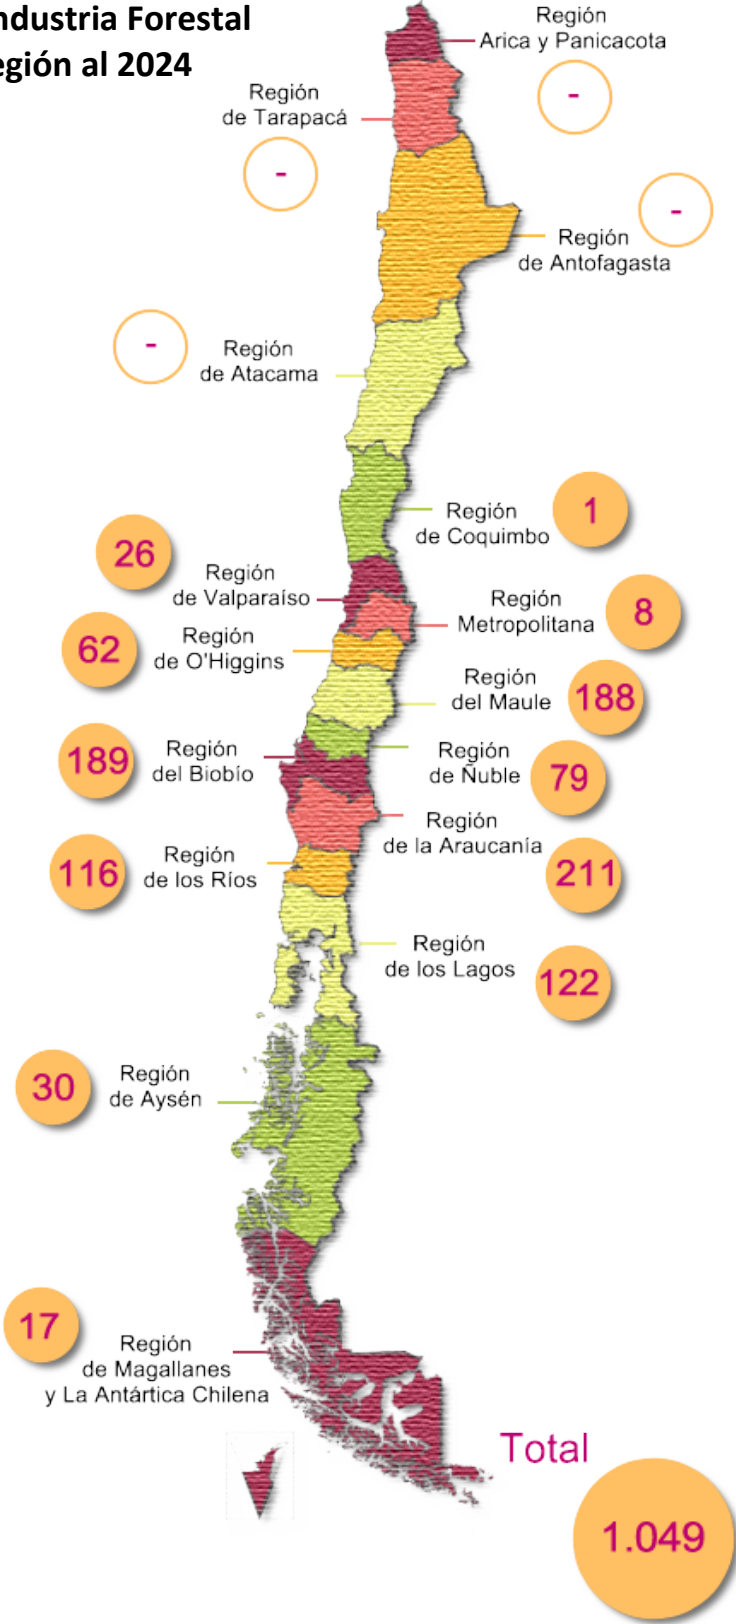 ndustria Forestal
egión al 2024
Región
Arica y Panicacota
-
Región
de Tarapacá
-
-
Región
de Antofagasta
-
Región
de Atacama
Región
de Coquimbo
1
26
Región
de Valparaíso
Región
Metropolitana
8
62
Región
de O'Higgins
Región
del Maule
188
189
Región
del Biobío
Región
de Ñuble
79
Región
de la Araucanía
211
116
Región
de los Ríos
Región
de los Lagos
122
30
Región
de Aysén
17
Región
de Magallanes
y La Antártica Chilena
Total
1.049